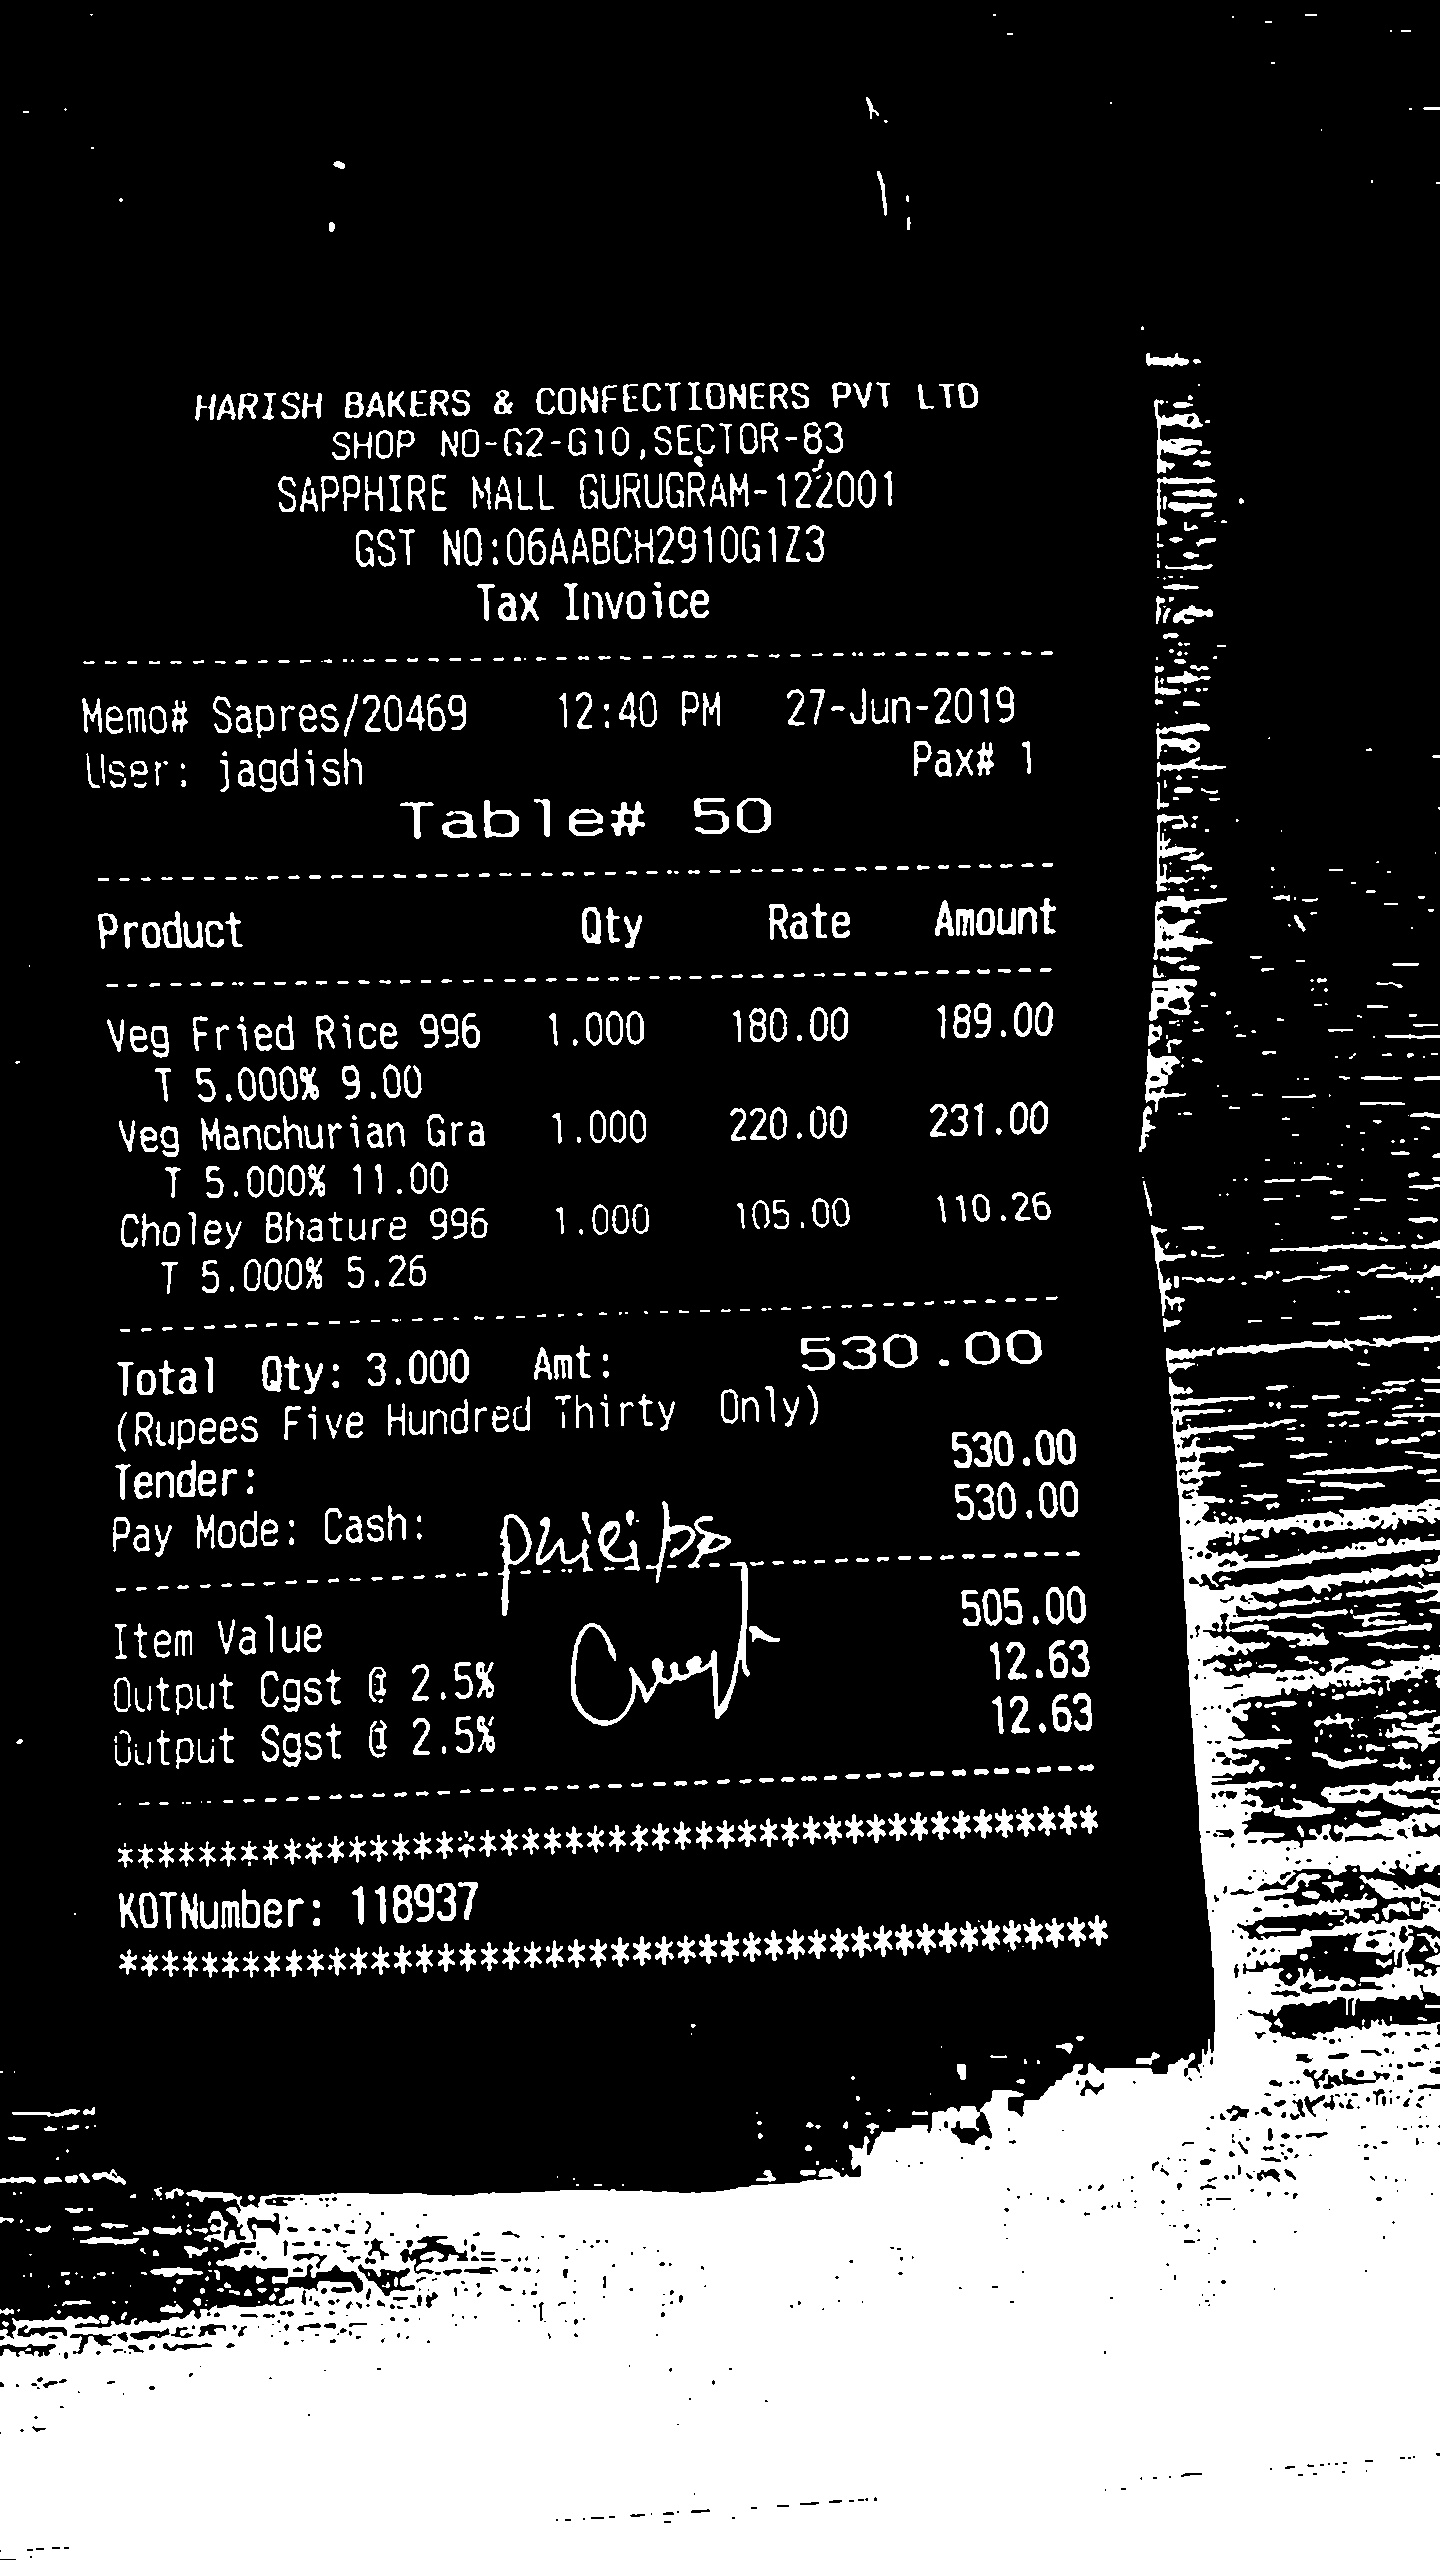 HARISH BAKERS & CONFECTIONERS PVT LTD
SHOP NO-G2-G10,SECTOR-83
SAPPHIRE MALL GURUGRAM-122001
GST NO:06AABCH2910G1Z3
Tax Invoice
Memo# Sapres/20469 12:40 PM 27-Jun-2019
User: jagdish Pax# 1
Table# 50
Product Qty Rate Amount
Veg Fried Rice 996 1.000 180.00 189.00
T 5.000% 9.00
Veg Manchurian Gra 1.000 220.00 231.00
T 5.000% 11.00
Choley Bhature 996 1.000 105.00 110.26
T 5.000% 5.26
Total Qty: 3.000 Amt: 530.00
(Rupees Five Hundred Thirty Only)
Tender: 530.00
Pay Mode: Cash: 530.00
philips
Item Value 505.00
Output Cgst @ 2.5% 12.63
Output Sgst @ 2.5% 12.63
**********************************************
KOTNumber: 118937
**********************************************